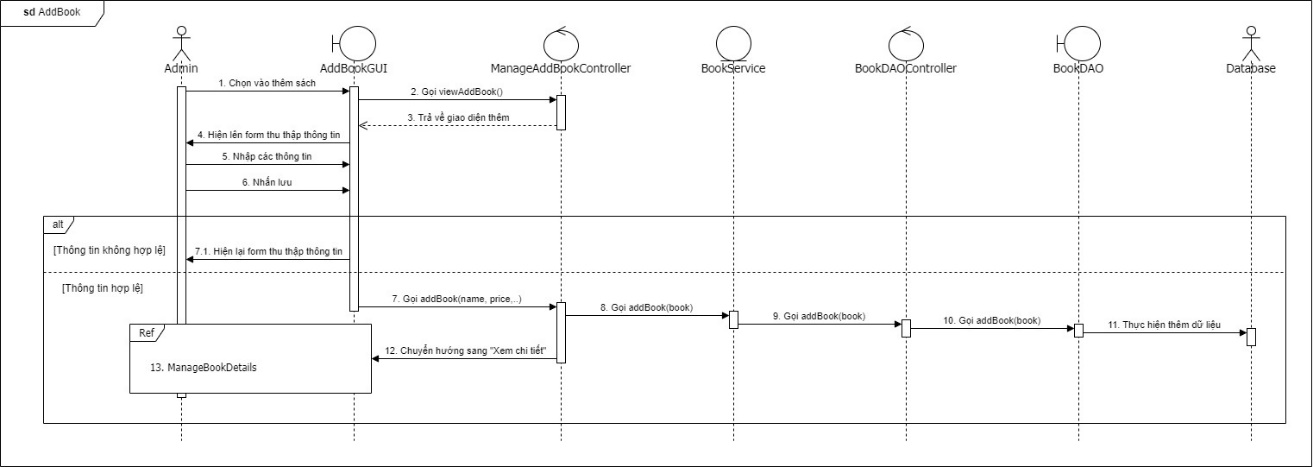 sd AddBook
Admin
AddBookGUI
ManageAddBookController
BookService
BookDAOController
BookDAO
Database
1. Chọn vào thêm sách
2. Gọi viewAddBook()
3. Trả về giao diện thêm
4. Hiện lên form thu thập thông tin
5. Nhập các thông tin
6. Nhấn lưu
alt
[Thông tin không hợp lệ]
7.1. Hiện lại form thu thập thông tin
[Thông tin hợp lệ]
7. Gọi addBook(name, price,..)
8. Gọi addBook(book)
9. Gọi addBook(book)
10. Gọi addBook(book)
11. Thực hiện thêm dữ liệu
Ref
12. Chuyển hướng sang "Xem chi tiết"
13. ManageBookDetails